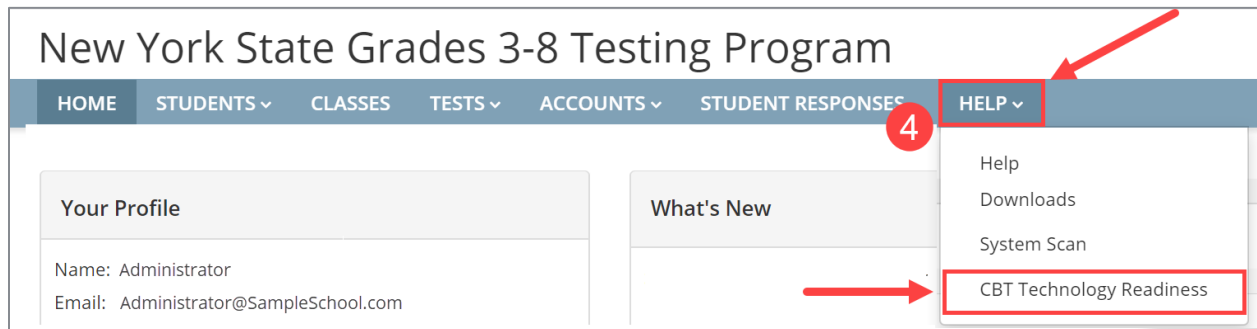 New York State Grades 3-8 Testing Program
HOME STUDENTS CLASSES TESTS ACCOUNTS STUDENT RESPONSES HELP
4
Help
Downloads
System Scan
CBT Technology Readiness
Your Profile
Name: Administrator
Email: Administrator@SampleSchool.com
What's New